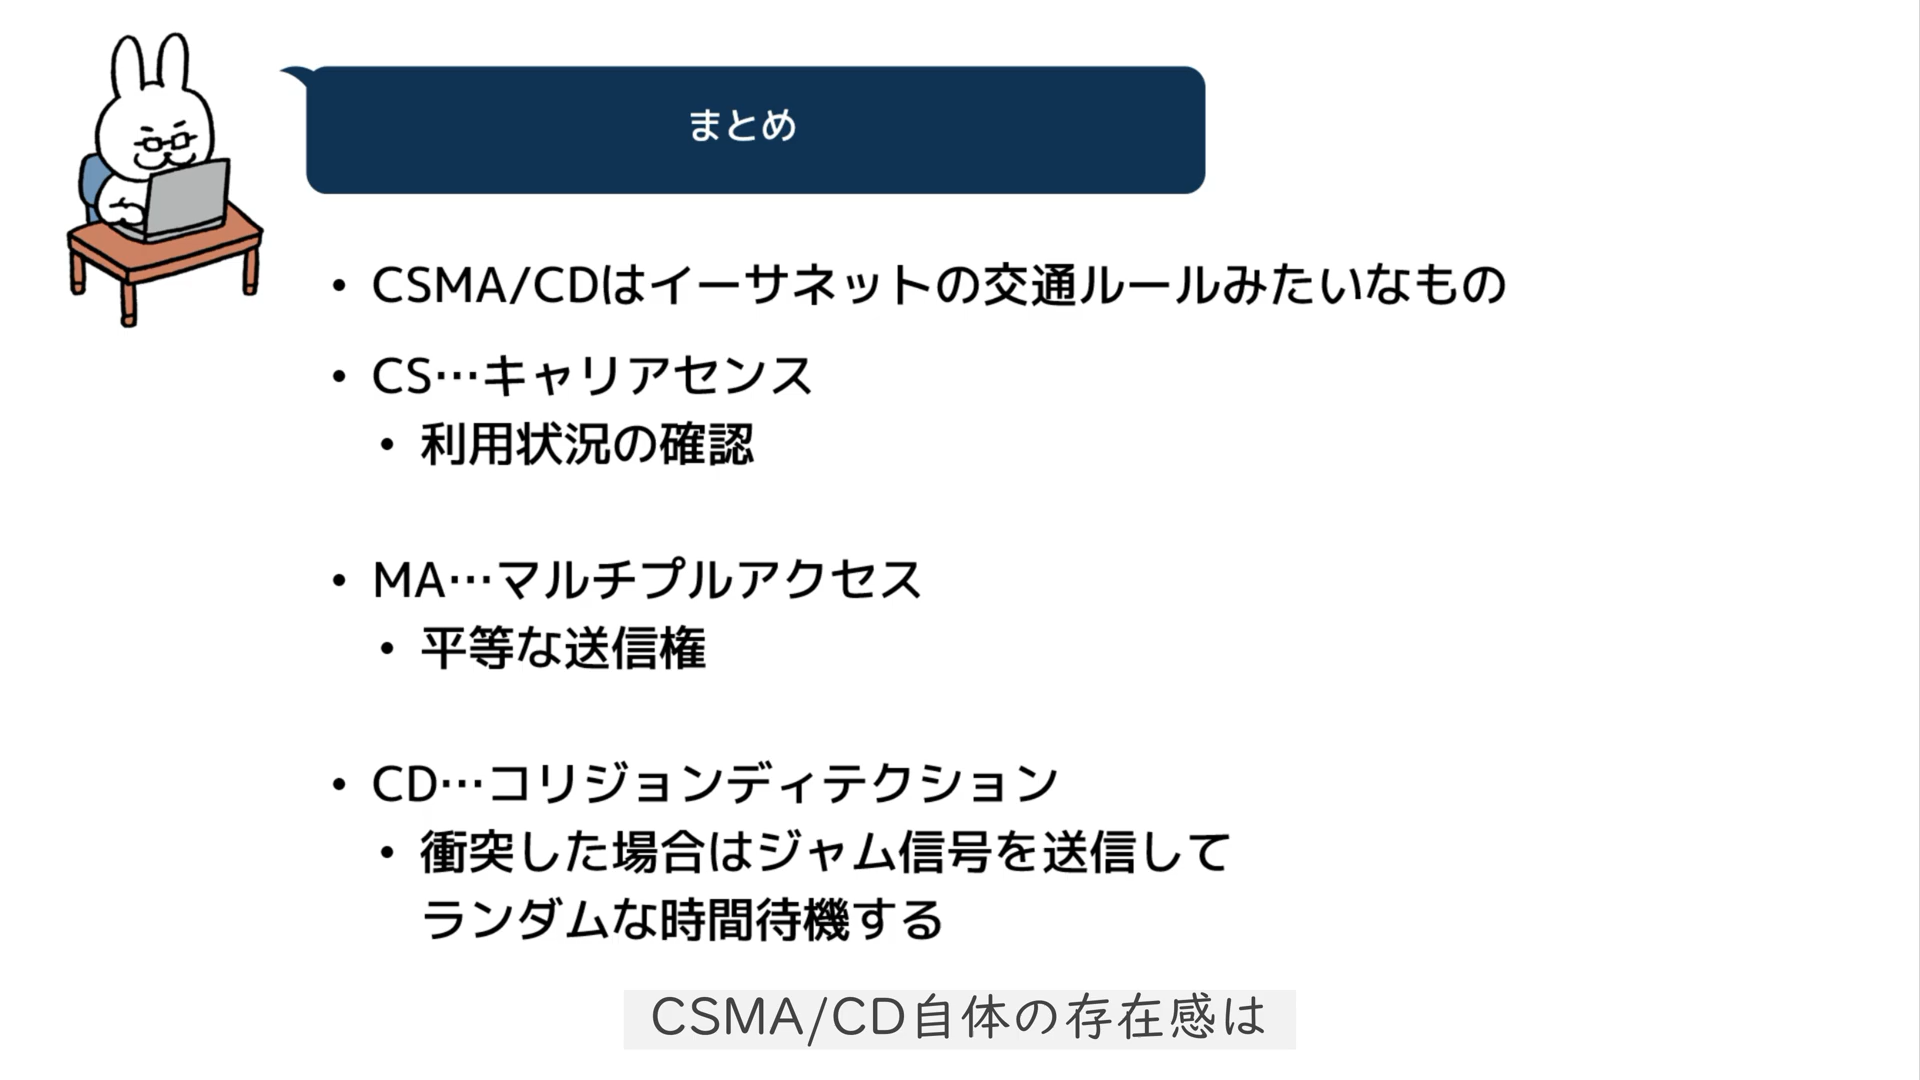 まとめ
• CSMA/CDはイーサネットの交通ルールみたいなもの
• CS…キャリアセンス
• 利用状況の確認
• MA…マルチプルアクセス
• 平等な送信権
• CD…コリジョンディテクション
• 衝突した場合はジャム信号を送信して
ランダムな時間待機する
CSMA/CD自体の存在感は